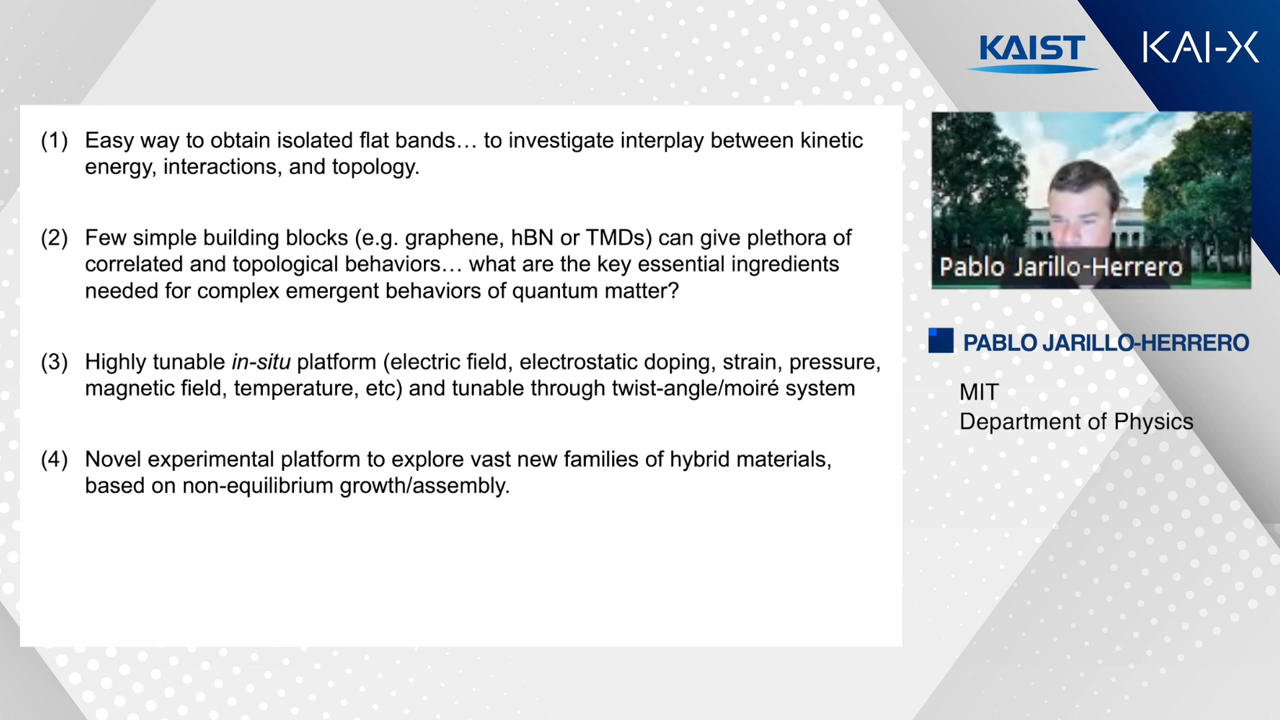 KAIST
KAI-X
(1) Easy way to obtain isolated flat bands… to investigate interplay between kinetic
energy, interactions, and topology.
(2) Few simple building blocks (e.g. graphene, hBN or TMDs) can give plethora of
correlated and topological behaviors… what are the key essential ingredients
needed for complex emergent behaviors of quantum matter?
(3) Highly tunable in-situ platform (electric field, electrostatic doping, strain, pressure,
magnetic field, temperature, etc) and tunable through twist-angle/moiré system
(4) Novel experimental platform to explore vast new families of hybrid materials,
based on non-equilibrium growth/assembly.
Pablo Jarillo-Herrero
PABLO JARILLO-HERRERO
MIT
Department of Physics